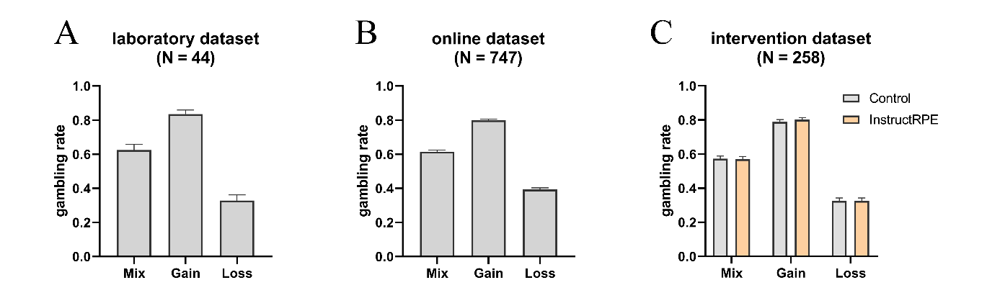 A
laboratory dataset
(N = 44)
gambling rate
1.0
0.8
0.6
0.4
0.2
0.0
Mix Gain Loss
B
online dataset
(N = 747)
gambling rate
1.0
0.8
0.6
0.4
0.2
0.0
Mix Gain Loss
C
intervention dataset
(N = 258)
gambling rate
1.0
0.8
0.6
0.4
0.2
0.0
Mix Gain Loss
Control
InstructRPE